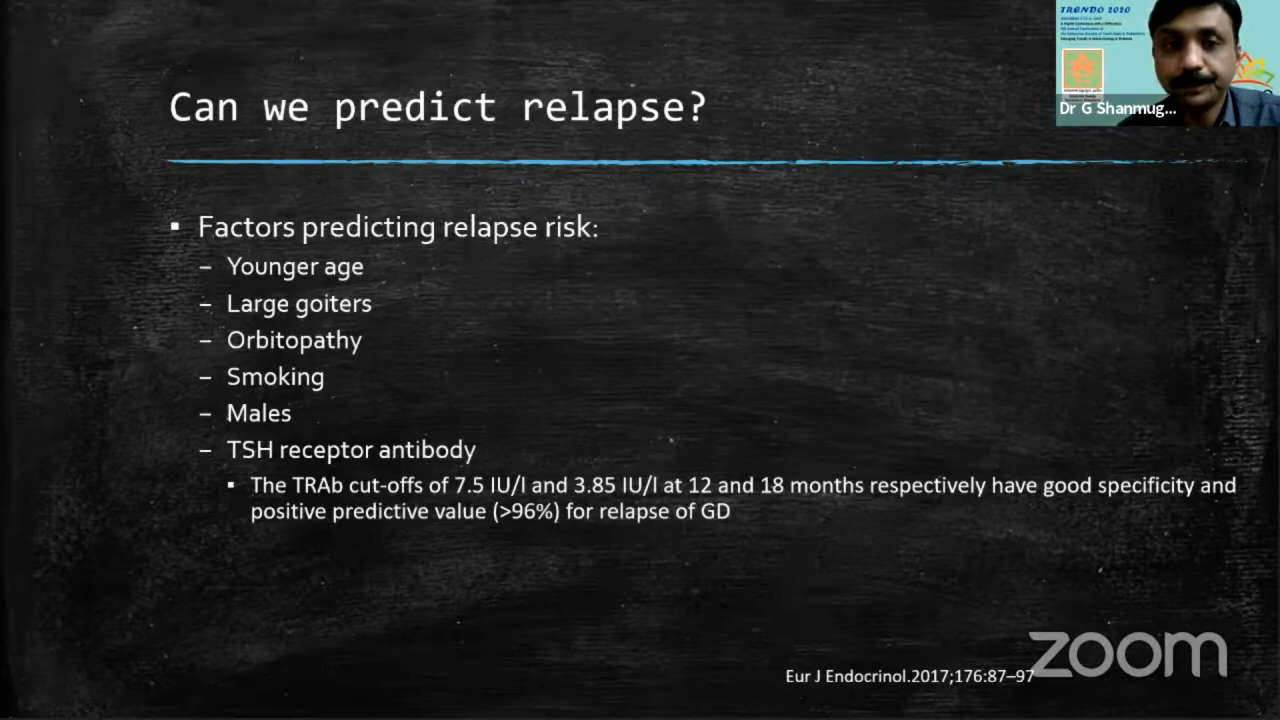 TRENDO 2020
Dr G Shanmug...
Can we predict relapse?
▪ Factors predicting relapse risk:
– Younger age
– Large goiters
– Orbitopathy
– Smoking
– Males
– TSH receptor antibody
▪ The TRAb cut-offs of 7.5 IU/l and 3.85 IU/l at 12 and 18 months respectively have good specificity and
positive predictive value (>96%) for relapse of GD
Eur J Endocrinol.2017;176:87–97
zoom